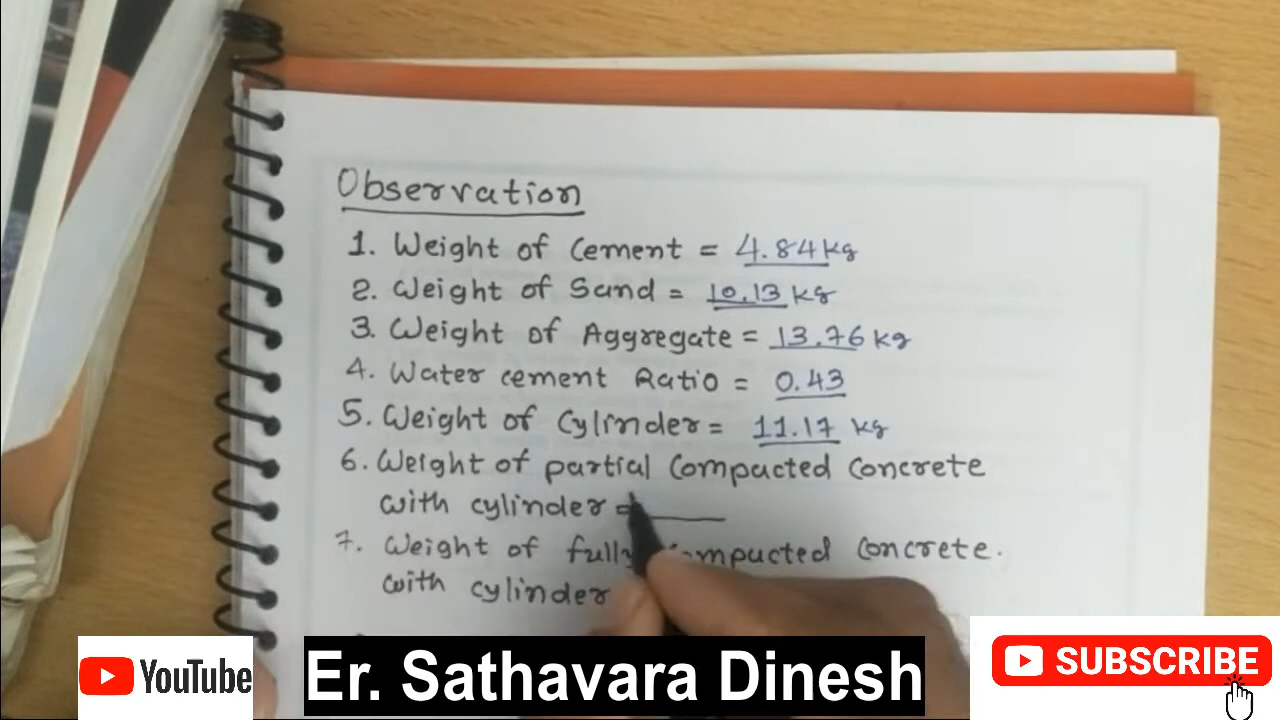 Observation
1. Weight of Cement = 4.84 kg
2. Weight of Sand = 10.13 kg
3. Weight of Aggregate = 13.76 kg
4. Water cement Ratio = 0.43
5. Weight of Cylinder = 11.17 kg
6. Weight of partial Compacted Concrete
with cylinder =
7. Weight of fully compacted Concrete.
with cylinder
YouTube
Er. Sathavara Dinesh
SUBSCRIBE